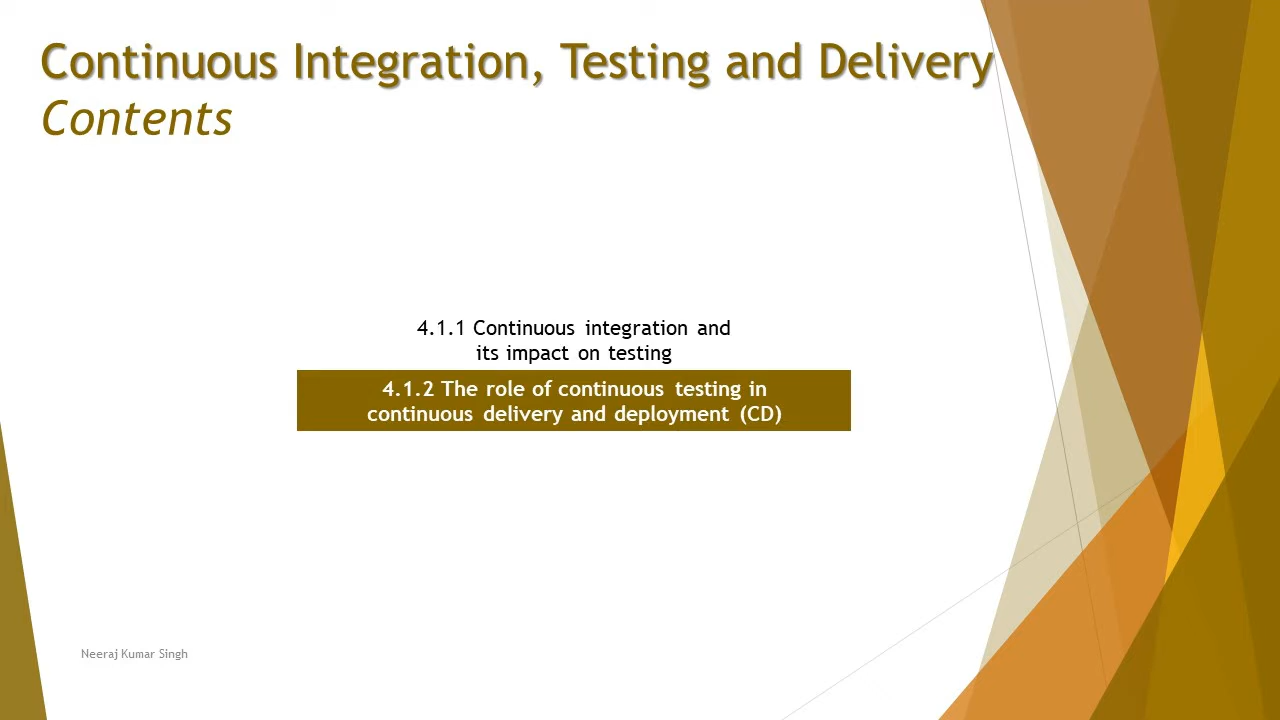 Continuous Integration, Testing and Delivery
Contents
4.1.1 Continuous integration and
its impact on testing
4.1.2 The role of continuous testing in
continuous delivery and deployment (CD)
Neeraj Kumar Singh